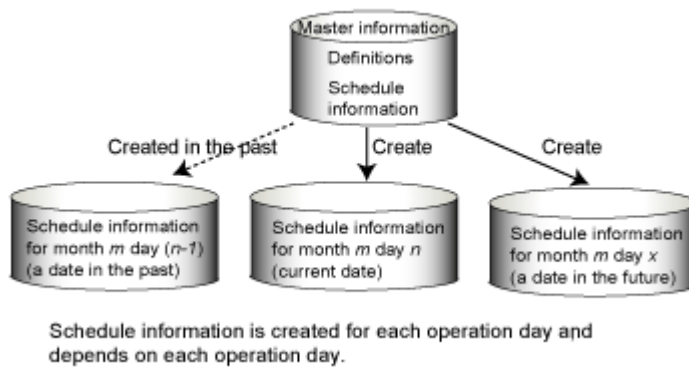 Master information
Definitions
Schedule
information
Created in the past
Create
Create
Schedule information
for month m day (n-1)
(a date in the past)
Schedule information
for month m day n
(current date)
Schedule information
for month m day x
(a date in the future)
Schedule information is created for each operation day and
depends on each operation day.